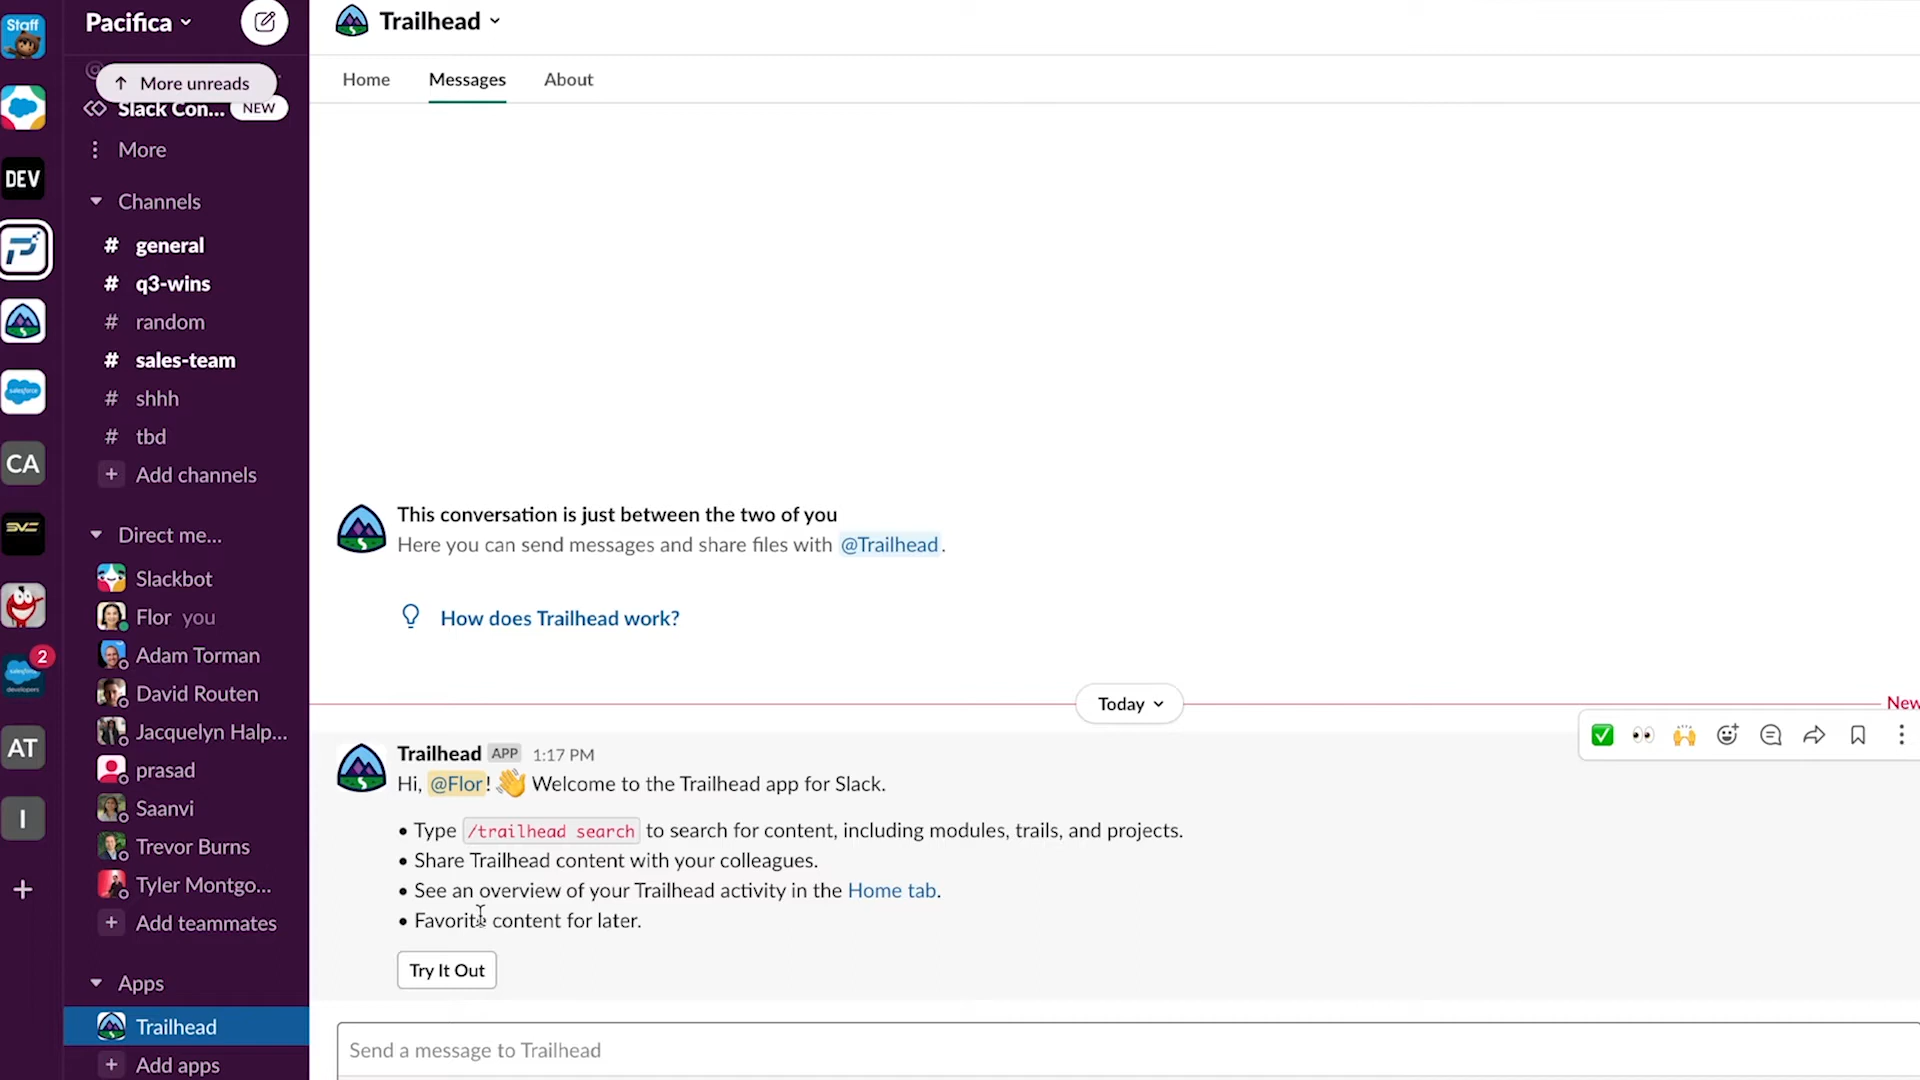 Staff
DEV
salesforce
CA
SVC
2
salesforce
developers
AT
I
+
Pacifica
More unreads
Slack Con... NEW
More
Channels
# general
# q3-wins
# random
# sales-team
# shhh
# tbd
+ Add channels
Direct me...
Slackbot
Flor you
Adam Torman
David Routen
Jacquelyn Halp...
prasad
Saanvi
Trevor Burns
Tyler Montgo...
+ Add teammates
Apps
Trailhead
+ Add apps
Trailhead
Home Messages About
This conversation is just between the two of you
Here you can send messages and share files with @Trailhead.
How does Trailhead work?
Today
New
Trailhead APP 1:17 PM
Hi, @Flor! 👋 Welcome to the Trailhead app for Slack.
• Type /trailhead search to search for content, including modules, trails, and projects.
• Share Trailhead content with your colleagues.
• See an overview of your Trailhead activity in the Home tab.
• Favorite content for later.
Try It Out
Send a message to Trailhead